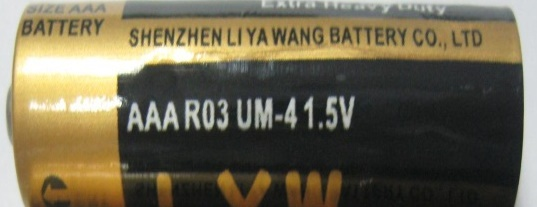 SIZE AAA
BATTERY
Extra Heavy Duty
SHENZHEN LI YA WANG BATTERY CO., LTD
AAA R03 UM-4 1.5V
LYW